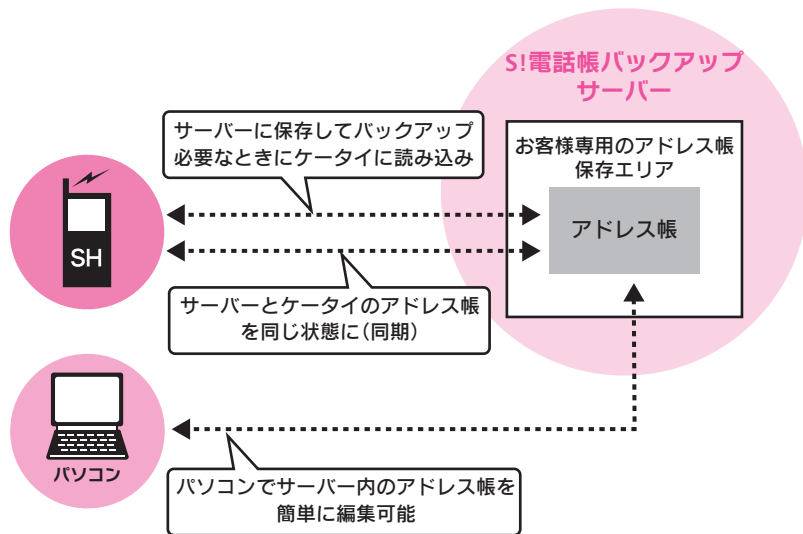 S!電話帳バックアップ
サーバー
サーバーに保存してバックアップ
必要なときにケータイに読み込み
お客様専用のアドレス帳
保存エリア
アドレス帳
SH
サーバーとケータイのアドレス帳
を同じ状態に(同期)
パソコン
パソコンでサーバー内のアドレス帳を
簡単に編集可能